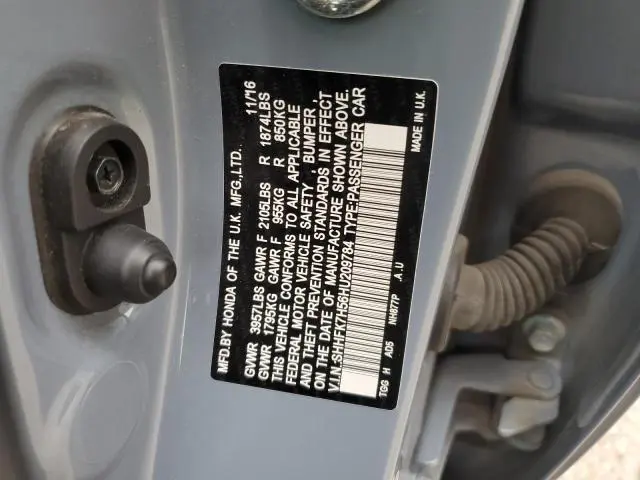 MFD.BY HONDA OF THE U.K. MFG.,LTD. 11/16
GVWR 3957LBS GAWR F 2105LBS R 1874LBS
GVWR 1795KG GAWR F 955KG R 850KG
THIS VEHICLE CONFORMS TO ALL APPLICABLE
FEDERAL MOTOR VEHICLE SAFETY , BUMPER ,
AND THEFT PREVENTION STANDARDS IN EFFECT
ON THE DATE OF MANUFACTURE SHOWN ABOVE.
V.I.N.:SHHFK7H56HU209784 TYPE:PASSENGER CAR
TGG H AD5 NH877P A.U MADE IN U.K.